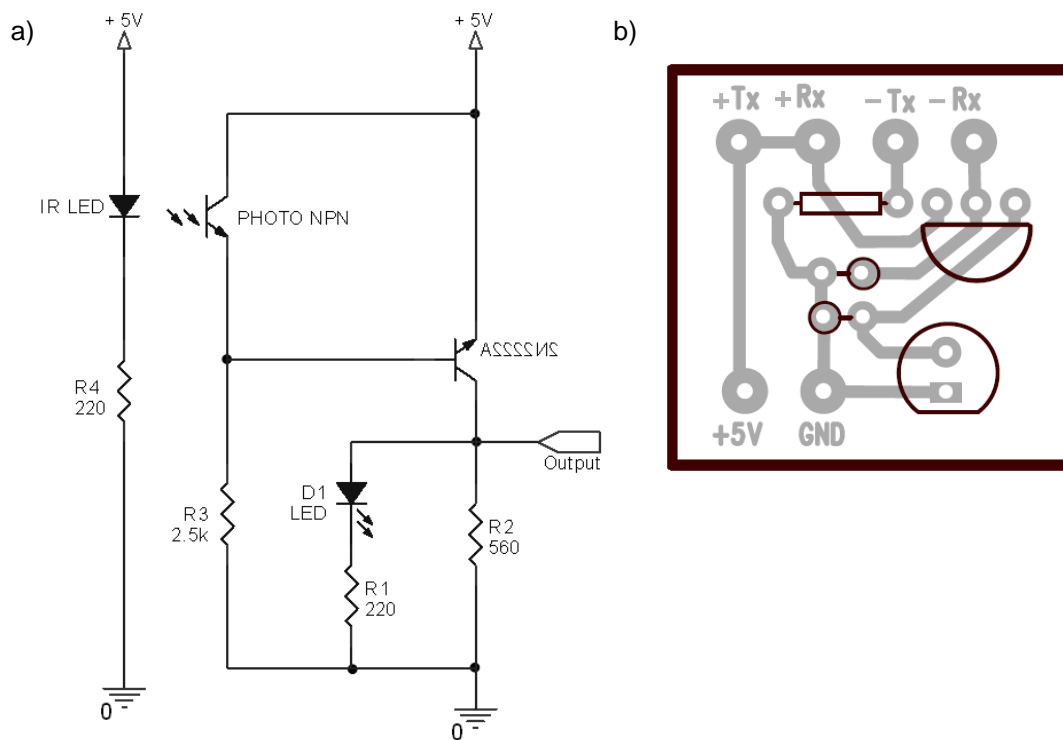 a)
b)
+ 5V
+ 5V
+Tx +Rx -Tx -Rx
IR LED
PHOTO NPN
2N2222A
R4
220
Output
+5V GND
D1
LED
R3
2.5k
R2
560
R1
220
0
0